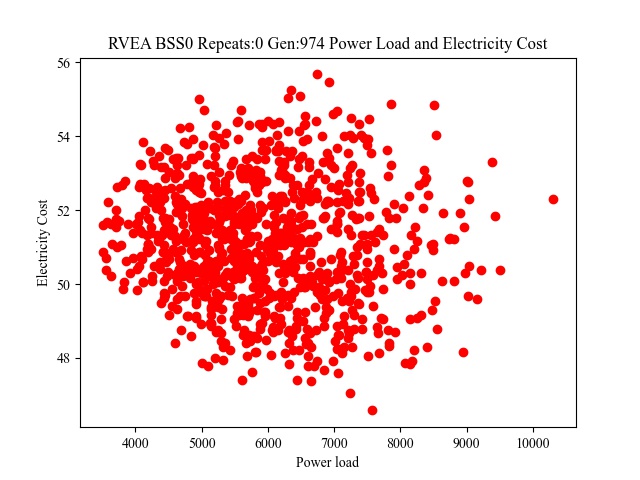 RVEA BSS0 Repeats:0 Gen:974 Power Load and Electricity Cost
56
54
52
50
48
Electricity Cost
4000 5000 6000 7000 8000 9000 10000
Power load